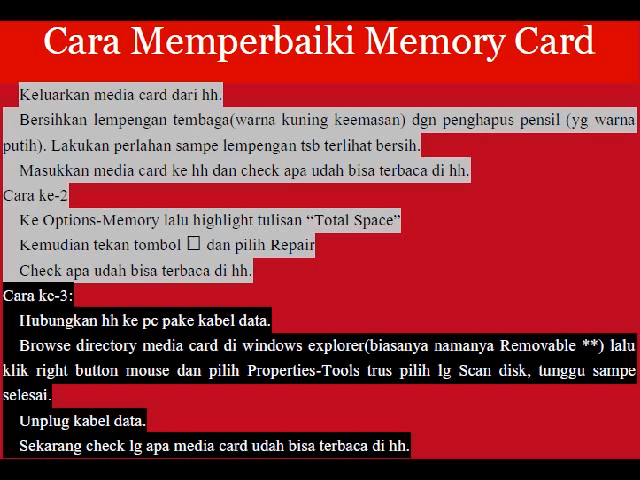 Cara Memperbaiki Memory Card
Keluarkan media card dari hh.
Bersihkan lempengan tembaga(warna kuning keemasan) dgn penghapus pensil (yg warna
putih). Lakukan perlahan sampe lempengan tsb terlihat bersih.
Masukkan media card ke hh dan check apa udah bisa terbaca di hh.
Cara ke-2
Ke Options-Memory lalu highlight tulisan “Total Space”
Kemudian tekan tombol □ dan pilih Repair
Check apa udah bisa terbaca di hh.
Cara ke-3:
Hubungkan hh ke pc pake kabel data.
Browse directory media card di windows explorer(biasanya namanya Removable **) lalu
klik right button mouse dan pilih Properties-Tools trus pilih lg Scan disk, tunggu sampe
selesai.
Unplug kabel data.
Sekarang check lg apa media card udah bisa terbaca di hh.